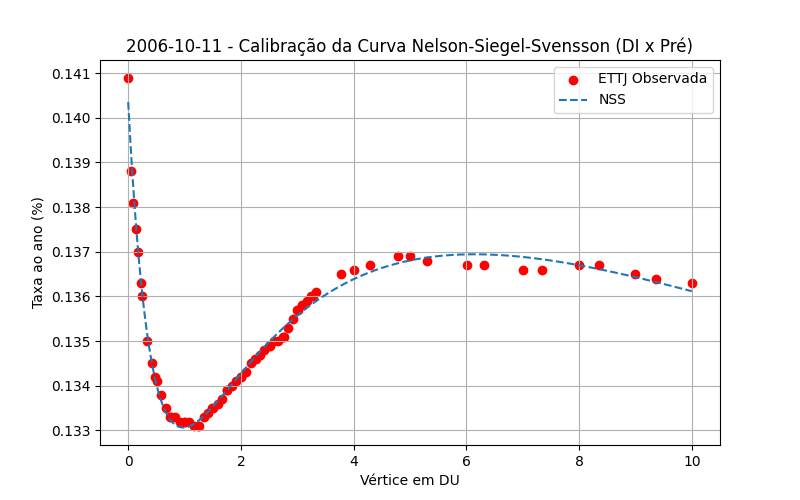 2006-10-11 - Calibração da Curva Nelson-Siegel-Svensson (DI x Pré)
ETTJ Observada
NSS
Taxa ao ano (%)
0.141
0.140
0.139
0.138
0.137
0.136
0.135
0.134
0.133
0 2 4 6 8 10
Vértice em DU